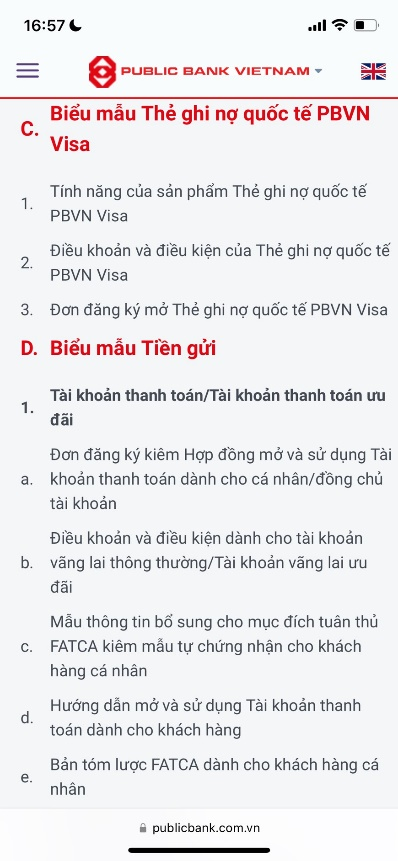 16:57
PUBLIC BANK VIETNAM
C. Biểu mẫu Thẻ ghi nợ quốc tế PBVN
Visa
1. Tính năng của sản phẩm Thẻ ghi nợ quốc tế
PBVN Visa
2. Điều khoản và điều kiện của Thẻ ghi nợ quốc tế
PBVN Visa
3. Đơn đăng ký mở Thẻ ghi nợ quốc tế PBVN Visa
D. Biểu mẫu Tiền gửi
1. Tài khoản thanh toán/Tài khoản thanh toán ưu
đãi
Đơn đăng ký kiêm Hợp đồng mở và sử dụng Tài
a. khoản thanh toán dành cho cá nhân/đồng chủ
tài khoản
Điều khoản và điều kiện dành cho tài khoản
b. vãng lai thông thường/Tài khoản vãng lai ưu
đãi
Mẫu thông tin bổ sung cho mục đích tuân thủ
c. FATCA kiêm mẫu tự chứng nhận cho khách
hàng cá nhân
d. Hướng dẫn mở và sử dụng Tài khoản thanh
toán dành cho khách hàng
e. Bản tóm lược FATCA dành cho khách hàng cá
nhân
publicbank.com.vn